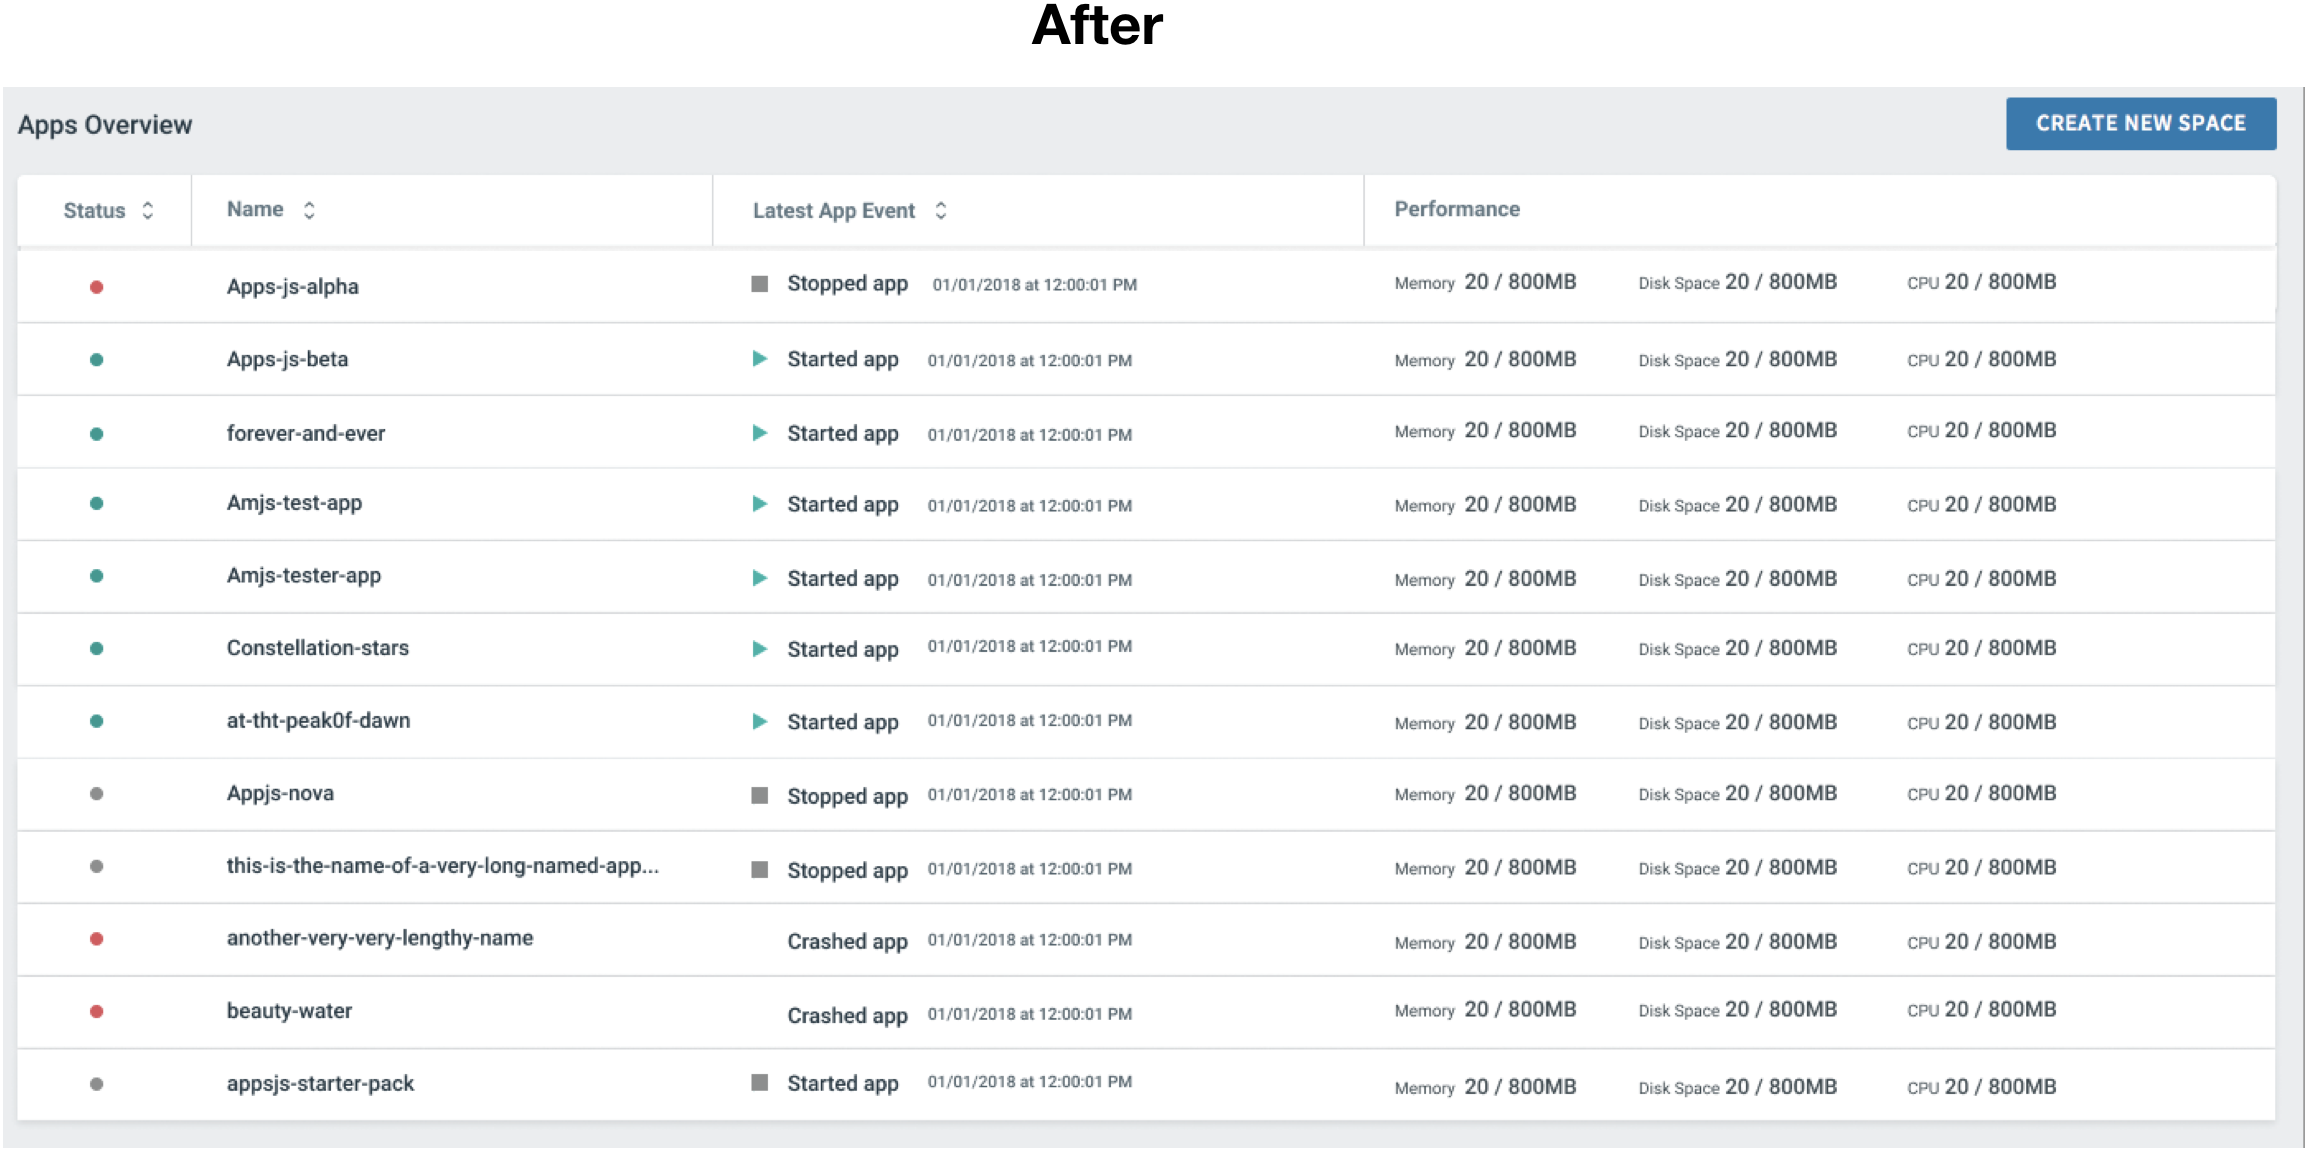 After
Apps Overview CREATE NEW SPACE
Status Name Latest App Event Performance
Apps-js-alpha Stopped app 01/01/2018 at 12:00:01 PM Memory 20 / 800MB Disk Space 20 / 800MB CPU 20 / 800MB
Apps-js-beta Started app 01/01/2018 at 12:00:01 PM Memory 20 / 800MB Disk Space 20 / 800MB CPU 20 / 800MB
forever-and-ever Started app 01/01/2018 at 12:00:01 PM Memory 20 / 800MB Disk Space 20 / 800MB CPU 20 / 800MB
Amjs-test-app Started app 01/01/2018 at 12:00:01 PM Memory 20 / 800MB Disk Space 20 / 800MB CPU 20 / 800MB
Amjs-tester-app Started app 01/01/2018 at 12:00:01 PM Memory 20 / 800MB Disk Space 20 / 800MB CPU 20 / 800MB
Constellation-stars Started app 01/01/2018 at 12:00:01 PM Memory 20 / 800MB Disk Space 20 / 800MB CPU 20 / 800MB
at-tht-peak0f-dawn Started app 01/01/2018 at 12:00:01 PM Memory 20 / 800MB Disk Space 20 / 800MB CPU 20 / 800MB
Appjs-nova Stopped app 01/01/2018 at 12:00:01 PM Memory 20 / 800MB Disk Space 20 / 800MB CPU 20 / 800MB
this-is-the-name-of-a-very-long-named-app... Stopped app 01/01/2018 at 12:00:01 PM Memory 20 / 800MB Disk Space 20 / 800MB CPU 20 / 800MB
another-very-very-lengthy-name Crashed app 01/01/2018 at 12:00:01 PM Memory 20 / 800MB Disk Space 20 / 800MB CPU 20 / 800MB
beauty-water Crashed app 01/01/2018 at 12:00:01 PM Memory 20 / 800MB Disk Space 20 / 800MB CPU 20 / 800MB
appsjs-starter-pack Started app 01/01/2018 at 12:00:01 PM Memory 20 / 800MB Disk Space 20 / 800MB CPU 20 / 800MB